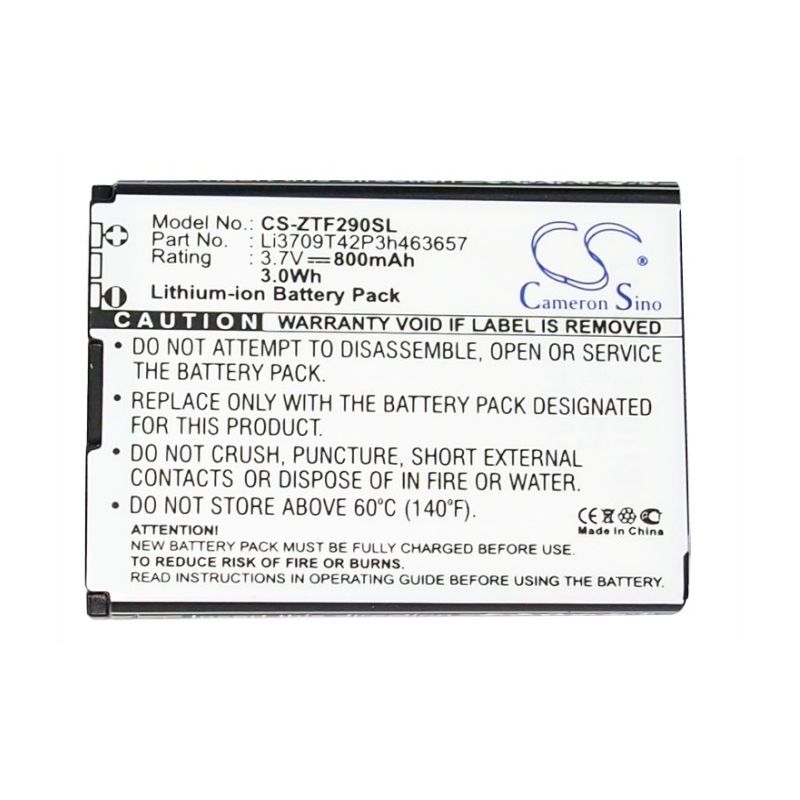 Model No.: CS-ZTF290SL
Part No.: Li3709T42P3h463657
Rating : 3.7V 800mAh
3.0Wh
Lithium-ion Battery Pack
CS ®
Cameron Sino
CAUTION WARRANTY VOID IF LABEL IS REMOVED
• DO NOT ATTEMPT TO DISASSEMBLE, OPEN OR SERVICE
THE BATTERY PACK.
• REPLACE ONLY WITH THE BATTERY PACK DESIGNATED
FOR THIS PRODUCT.
• DO NOT CRUSH, PUNCTURE, SHORT EXTERNAL
CONTACTS OR DISPOSE OF IN FIRE OR WATER.
• DO NOT STORE ABOVE 60°C (140°F).
CE
Made in China
ATTENTION!
NEW BATTERY PACK MUST BE FULLY CHARGED BEFORE USE.
TO REDUCE RISK OF FIRE OR BURNS.
READ INSTRUCTIONS IN OPERATING GUIDE BEFORE USING BATTERY.